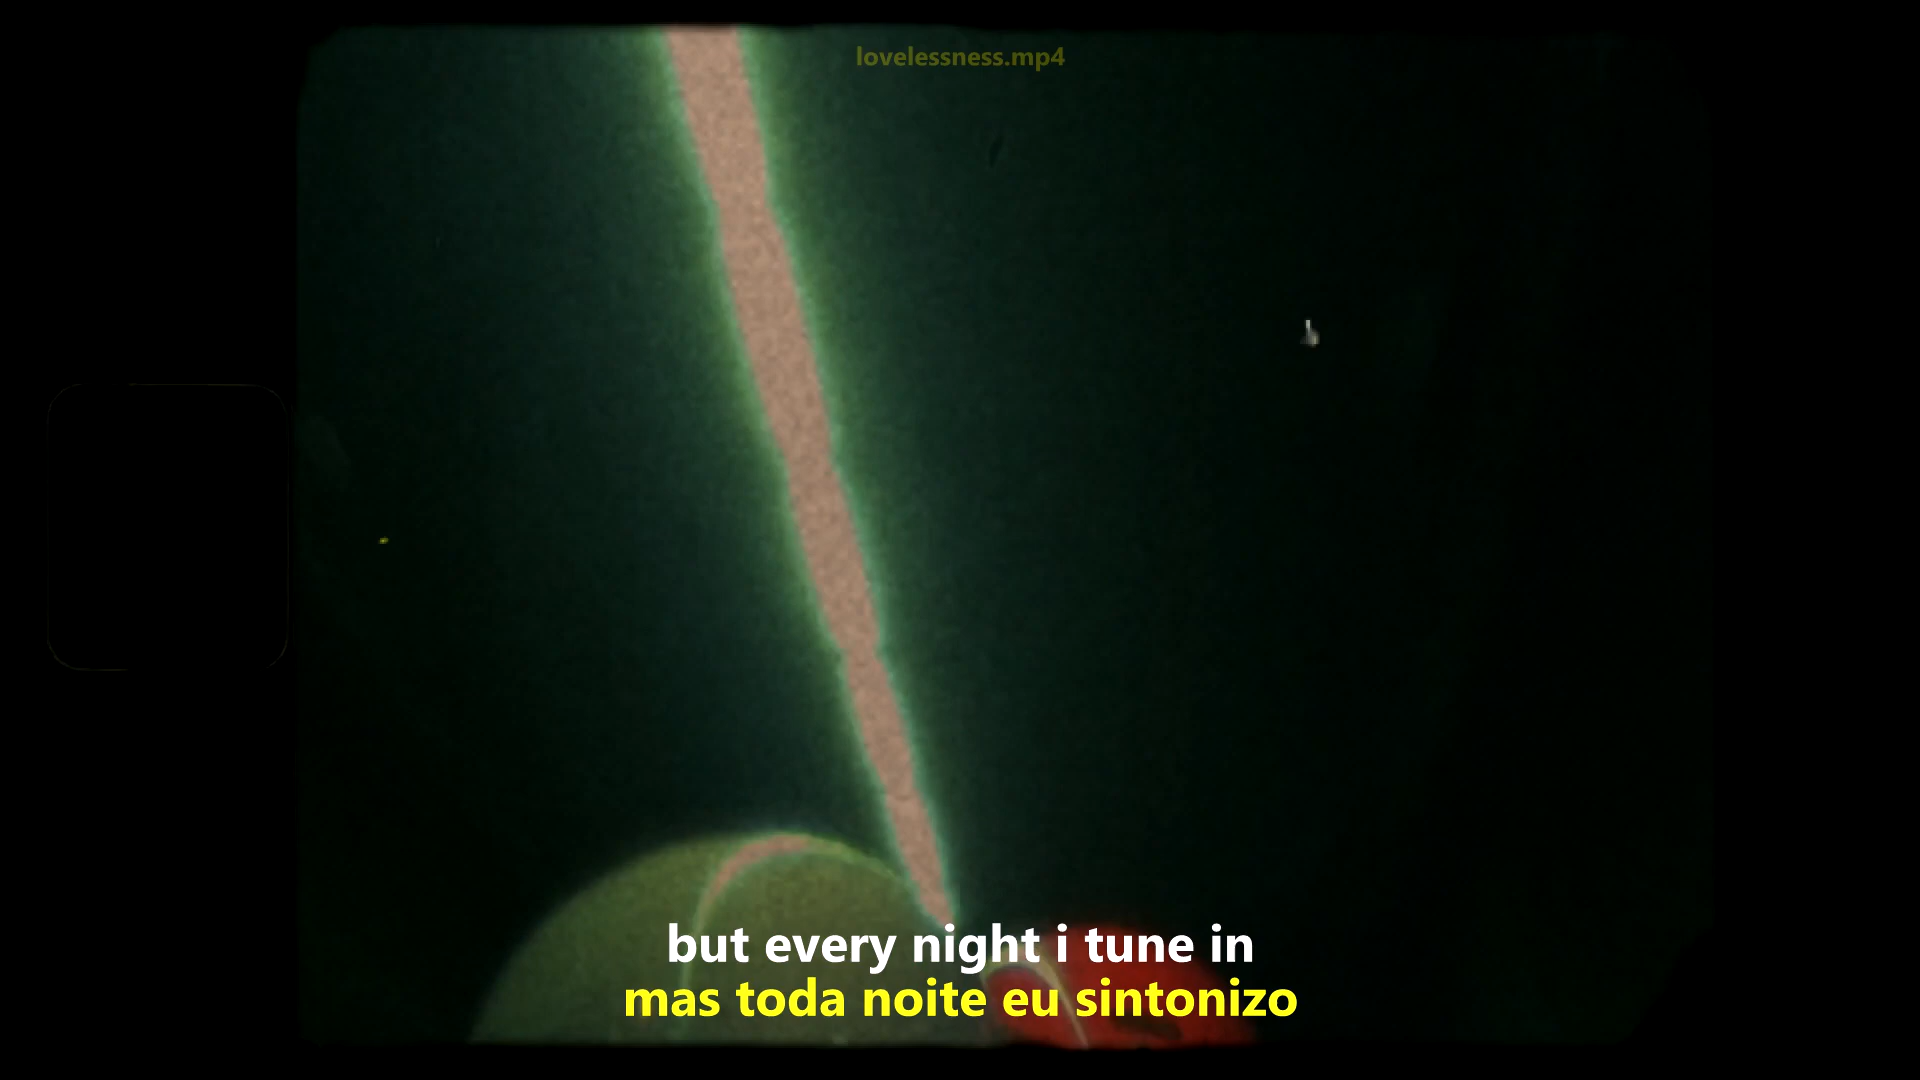 lovelessness.mp4
but every night i tune in
mas toda noite eu sintonizo